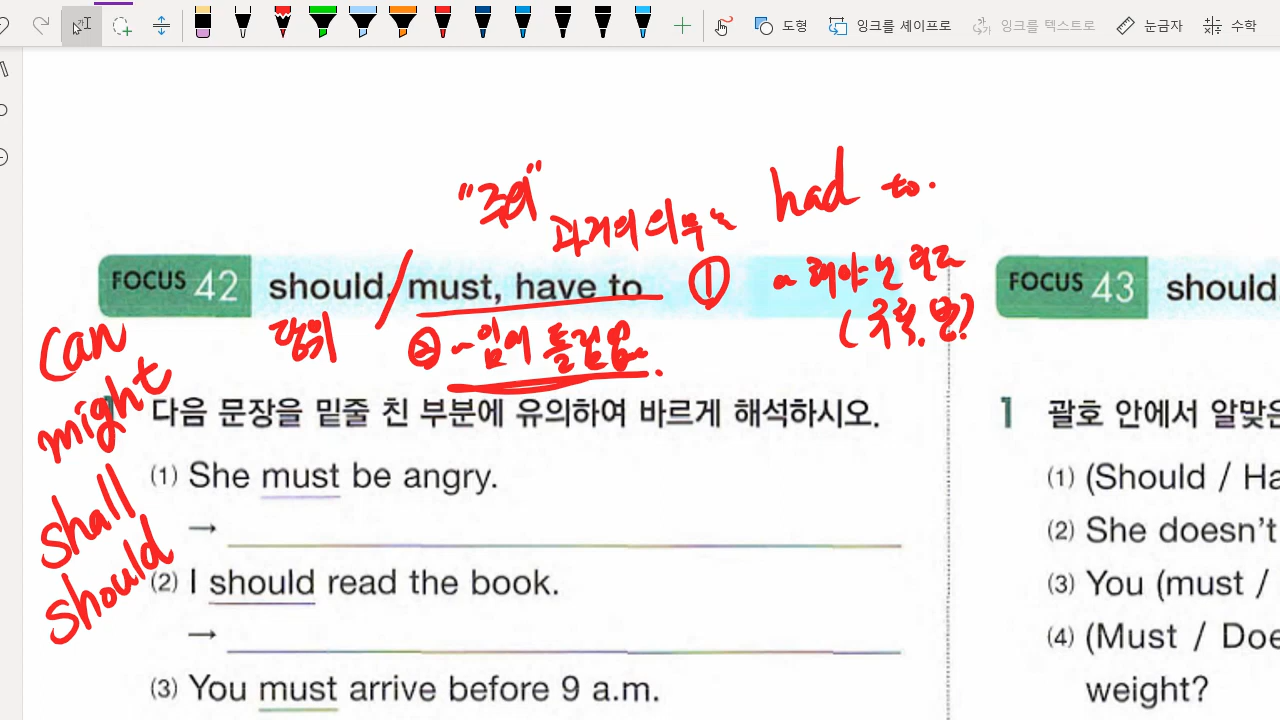 도형
잉크를 셰이프로
잉크를 텍스트로
눈금자
수학
"주의"
과거의 의무는 had to.
FOCUS 42 should, / must, have to ①
~해야만 한다
당위
② ~임에 틀림없
FOCUS 43 should
can
might
shall
should
다음 문장을 밑줄 친 부분에 유의하여 바르게 해석하시오.
(1) She must be angry.
→
(2) I should read the book.
→
(3) You must arrive before 9 a.m.
1 괄호 안에서 알맞은
(1) (Should / Ha
(2) She doesn't
(3) You (must /
(4) (Must / Doe
weight?